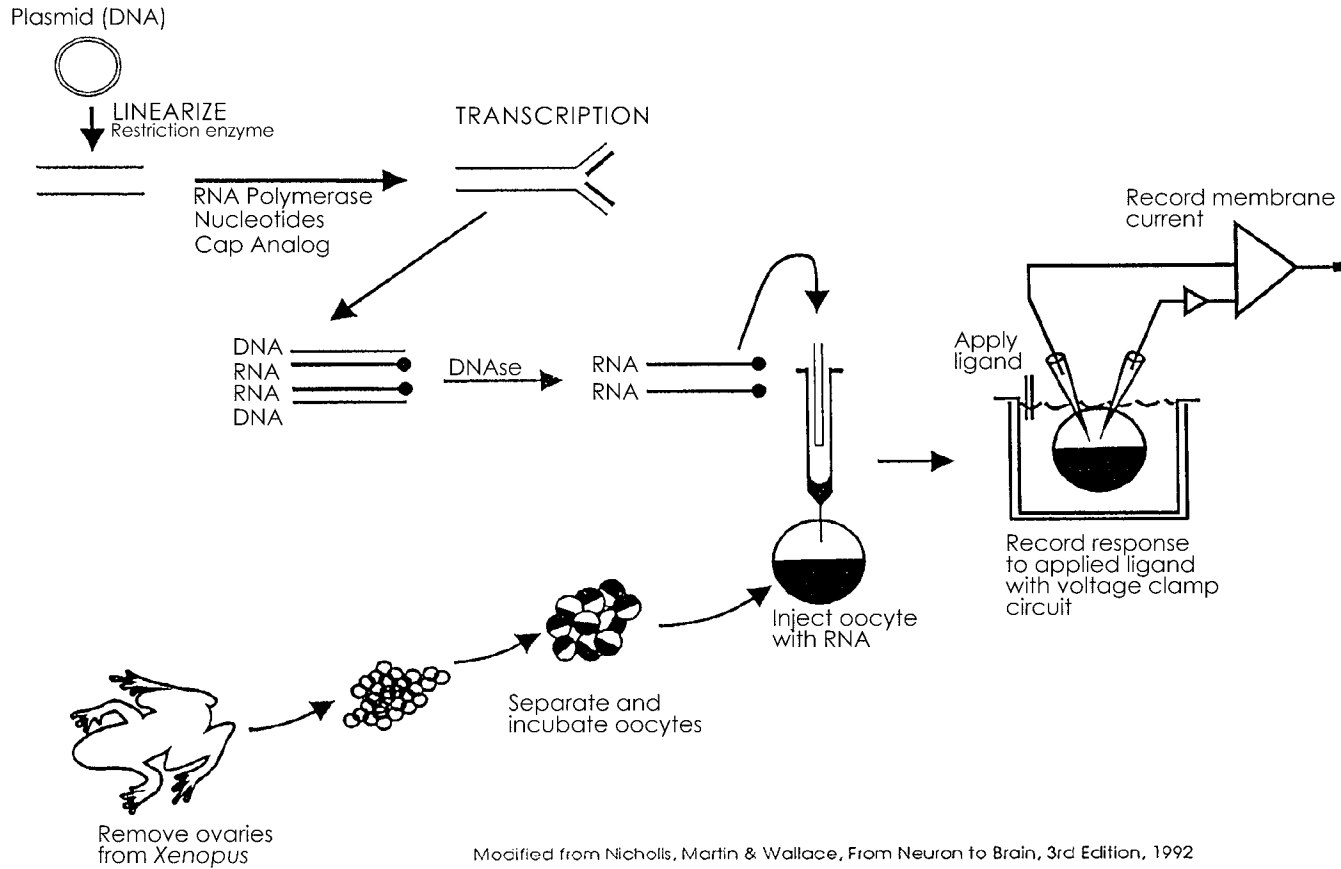 Plasmid (DNA)
LINEARIZE
Restriction enzyme
TRANSCRIPTION
RNA Polymerase
Nucleotides
Cap Analog
Record membrane
current
DNA
RNA
RNA
DNA
DNAse
RNA
RNA
Apply
ligand
Record response
to applied ligand
with voltage clamp
circuit
Inject oocyte
with RNA
Separate and
incubate oocytes
Remove ovaries
from Xenopus
Modified from Nicholls, Martin & Wallace, From Neuron to Brain, 3rd Edition, 1992